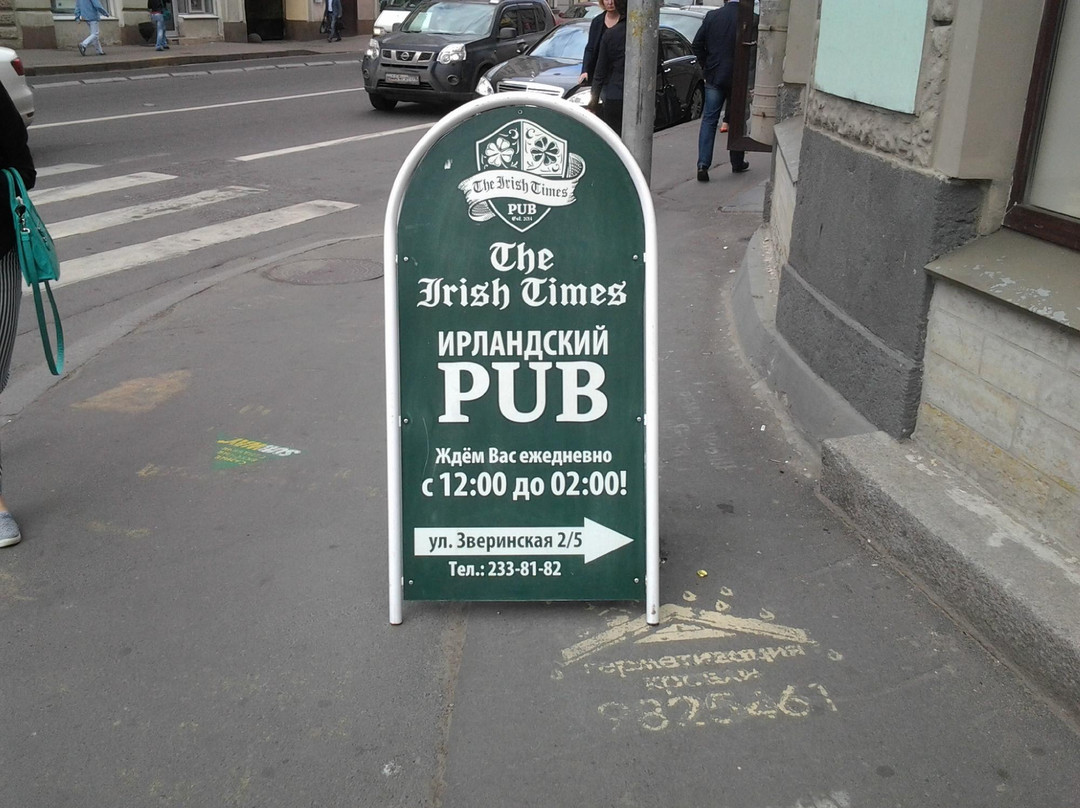 The Irish Times
PUB
The
Irish Times
ИРЛАНДСКИЙ
PUB
Ждём Вас ежедневно
с 12:00 до 02:00!
ул. Зверинская 2/5
Тел.: 233-81-82
герметизация
кровли
9825461